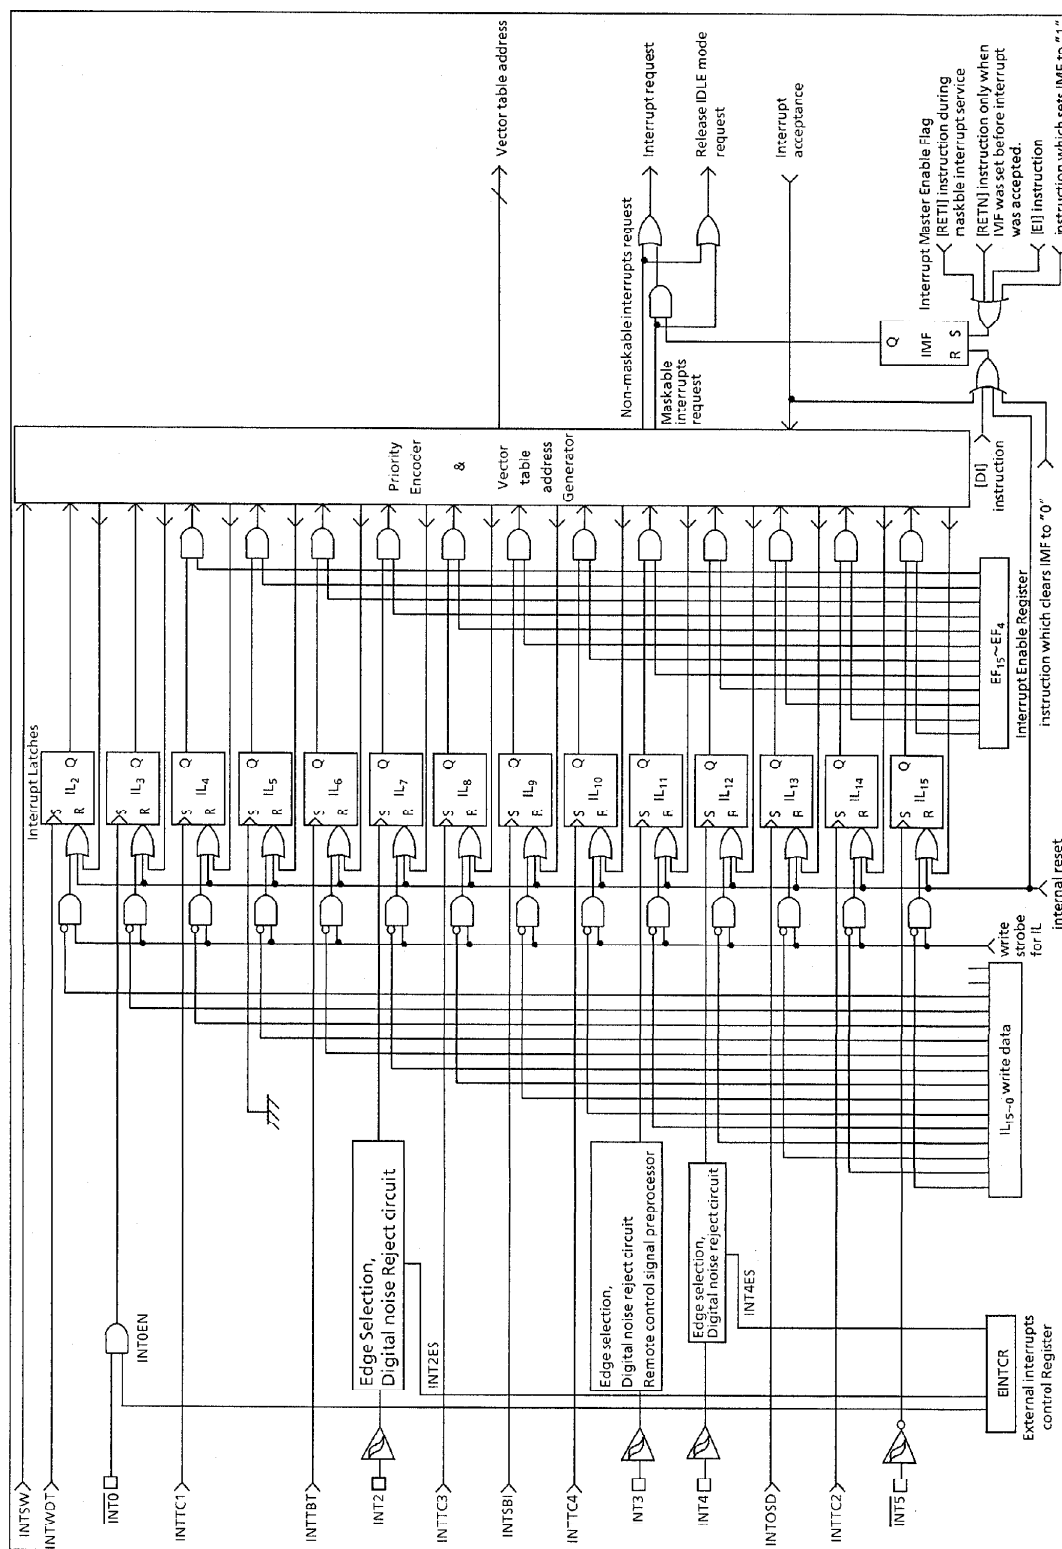 INTSW
INTWDT
INT0
INTTC1
INTTBT
INT2
INTTC3
INTSBI
INTTC4
NT3
INT4
INTOSD
INTTC2
INT5
INT0EN
Edge Selection,
Digital noise Reject circuit
INT2ES
Edge selection,
Digital noise reject circuit
Remote control signal preprocessor
Edge selection,
Digital noise reject circuit
INT4ES
EINTCR
External interrupts
control Register
IL15~0 write data
write
strobe
for IL
internal reset
Interrupt Latches
S IL2 Q
R
S IL3 Q
R
S IL4 Q
R
S IL5 Q
R
S IL6 Q
R
S IL7 Q
R
S IL8 Q
S IL9 Q
S IL10 Q
S IL11 Q
S IL12 Q
R
S IL13 Q
R
S IL14 Q
R
S IL15 Q
R
EF15~EF4
Interrupt Enable Register
instruction which clears IMF to "0"
Priority
Encoder
&
Vector
table
address
Generator
[DI]
instruction
Vector table address
Non-maskable interrupts request
Maskable
interrupts
request
Interrupt request
Release IDLE mode
request
Interrupt
acceptance
Q
IMF
R S
Interrupt Master Enable Flag
[RETI] instruction during
naskble interrupt service
[RETN] instruction only when
IMF was set before interrupt
was accepted.
[EI] instruction
instruction which sets IMF to "1"